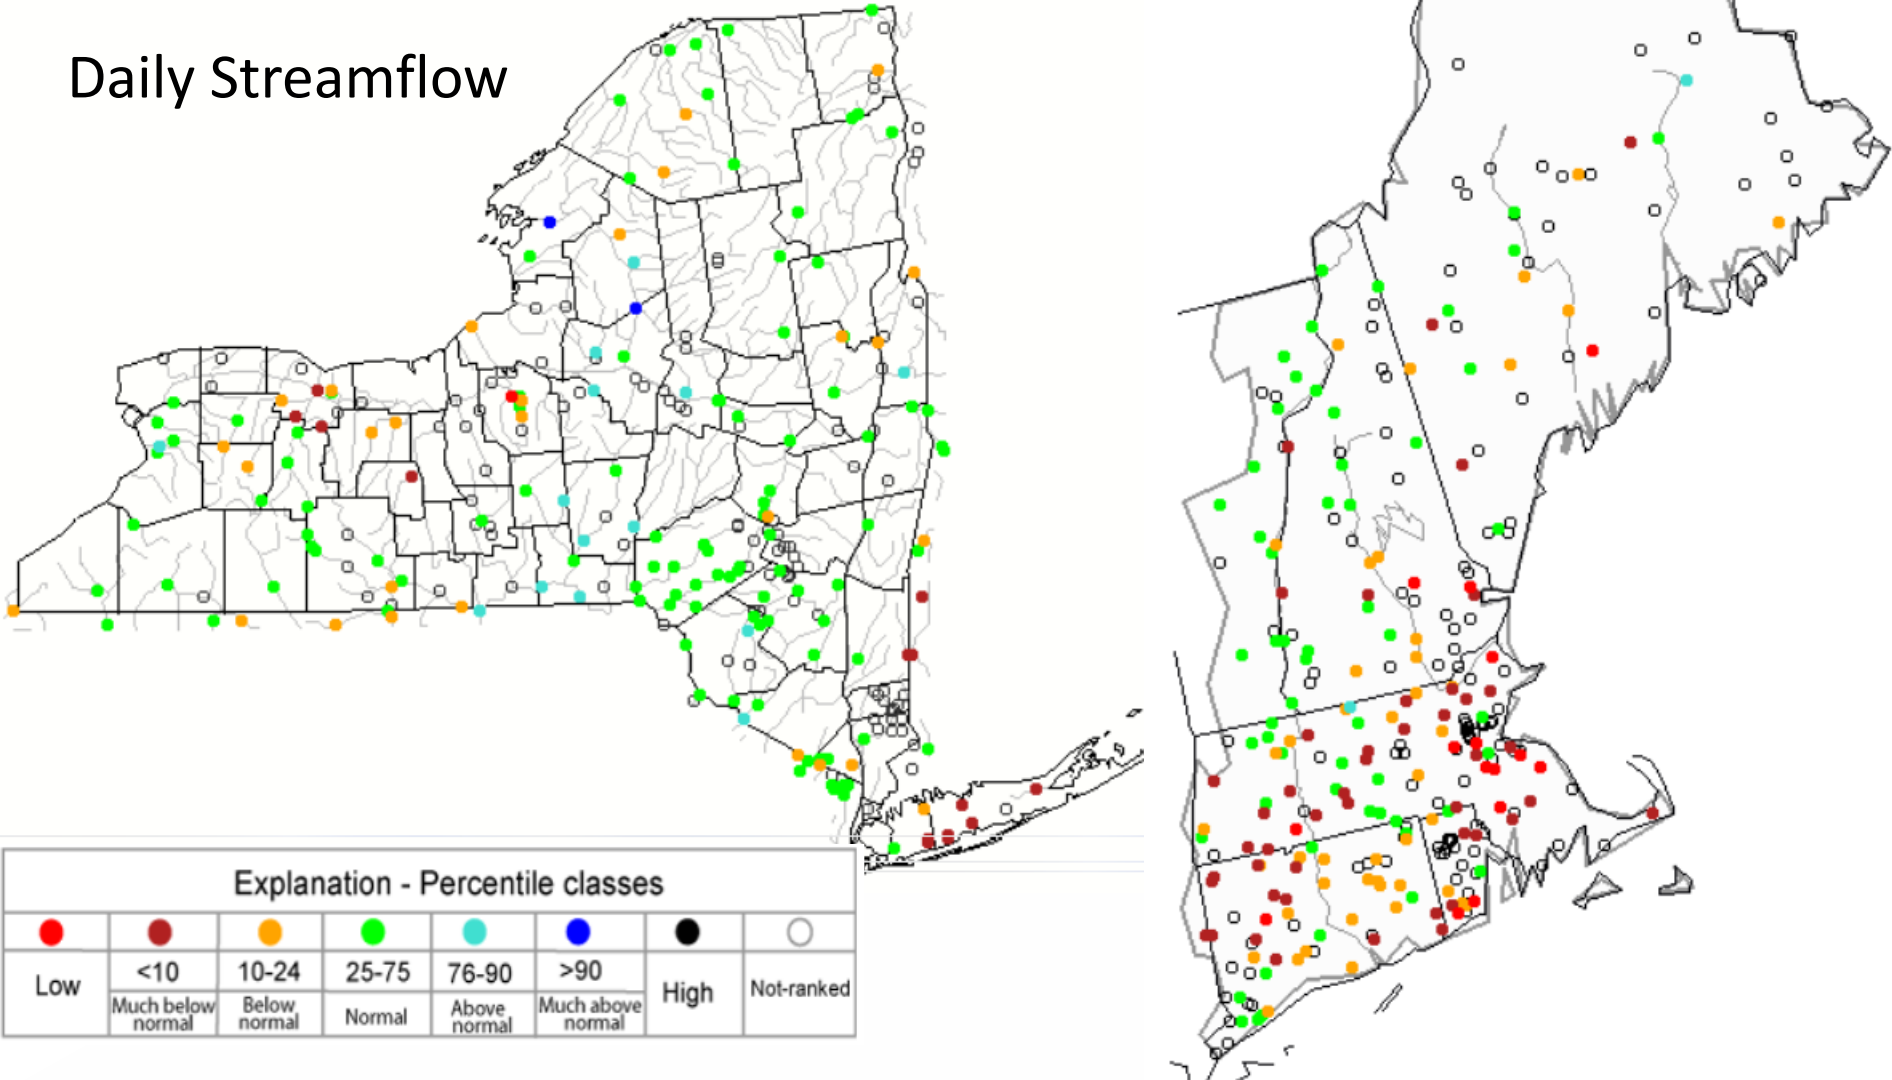 Daily Streamflow
Explanation - Percentile classes
Low
<10
10-24
25-75
76-90
>90
High
Not-ranked
Much below
normal
Below
normal
Normal
Above
normal
Much above
normal